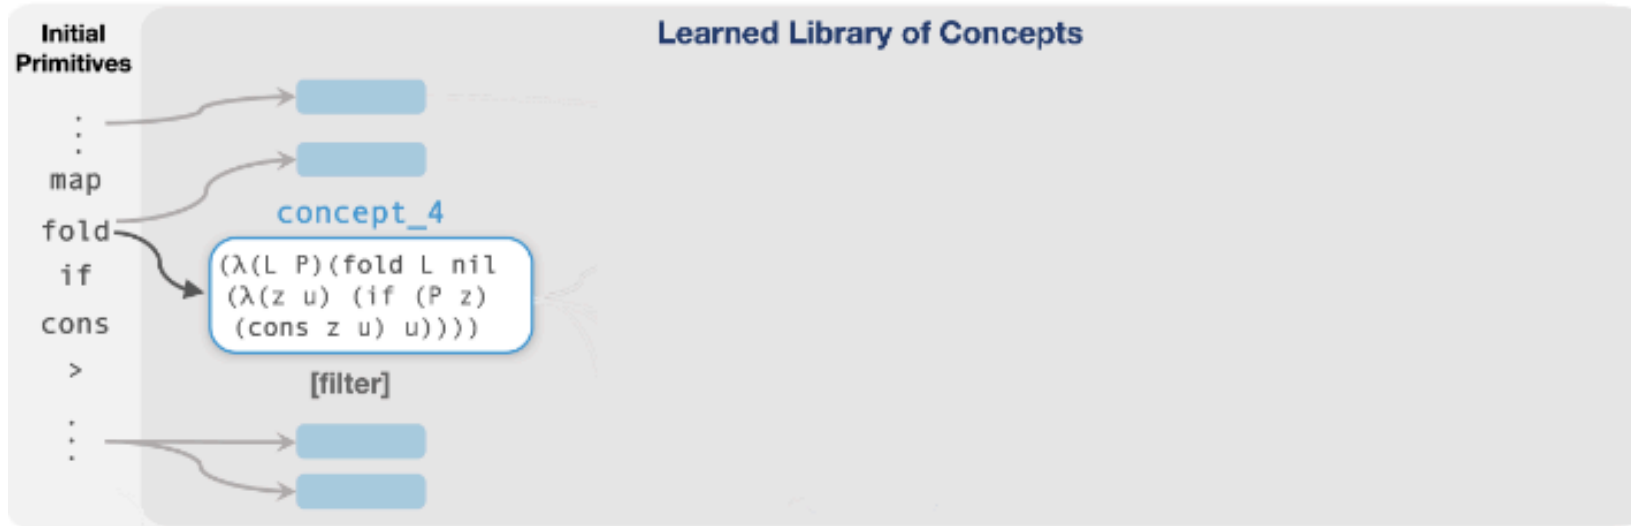 Initial
Primitives
Learned Library of Concepts
⋮
map
fold
if
cons
>
⋮
concept_4
(λ(L P)(fold L nil
(λ(z u) (if (P z)
(cons z u) u))))
[filter]